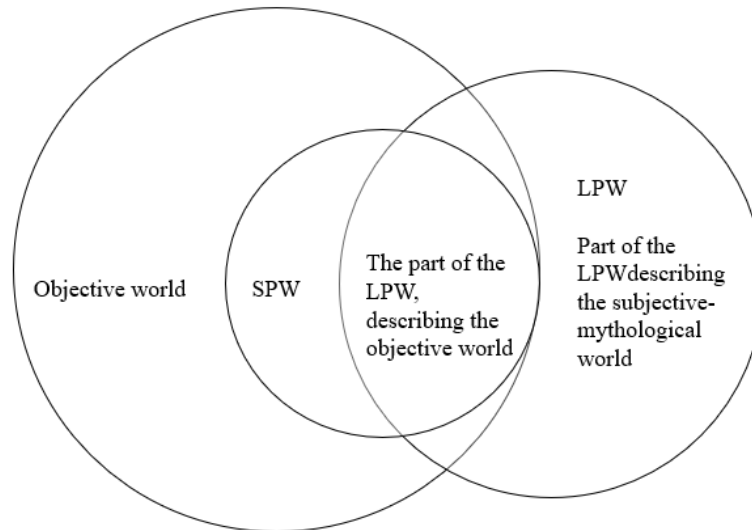 Objective world
SPW
The part of the
LPW,
describing the
objective world
LPW
Part of the
LPWdescribing
the subjective-
mythological
world